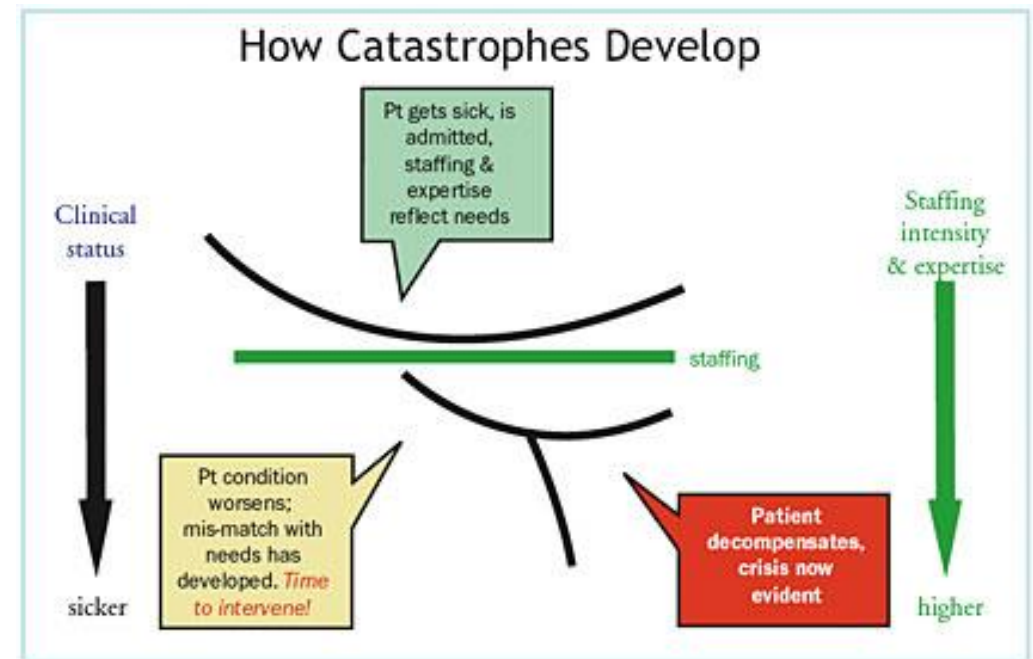 How Catastrophes Develop
Pt gets sick, is
admitted,
staffing &
expertise
reflect needs
Clinical
status
Staffing
intensity
& expertise
staffing
Pt condition
worsens;
mis-match with
needs has
developed. Time
to intervene!
Patient
decompensates,
crisis now
evident
sicker
higher